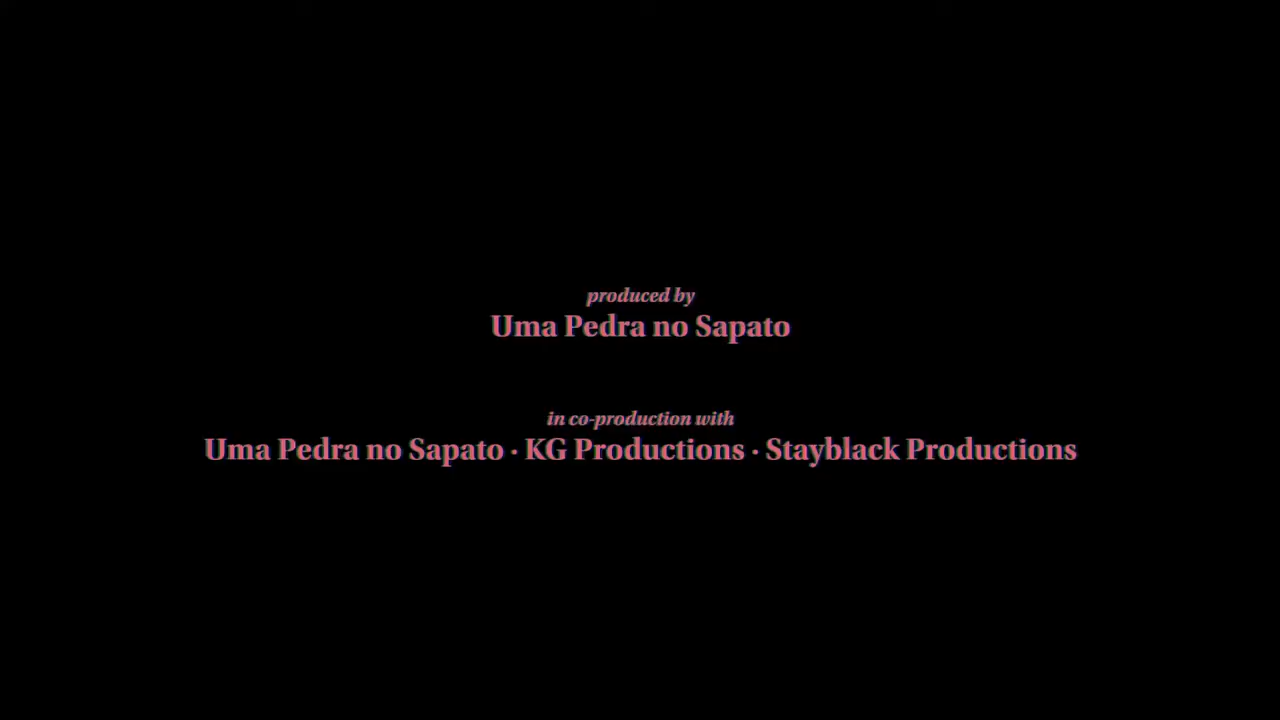 produced by
Uma Pedra no Sapato
in co-production with
Uma Pedra no Sapato · KG Productions · Stayblack Productions